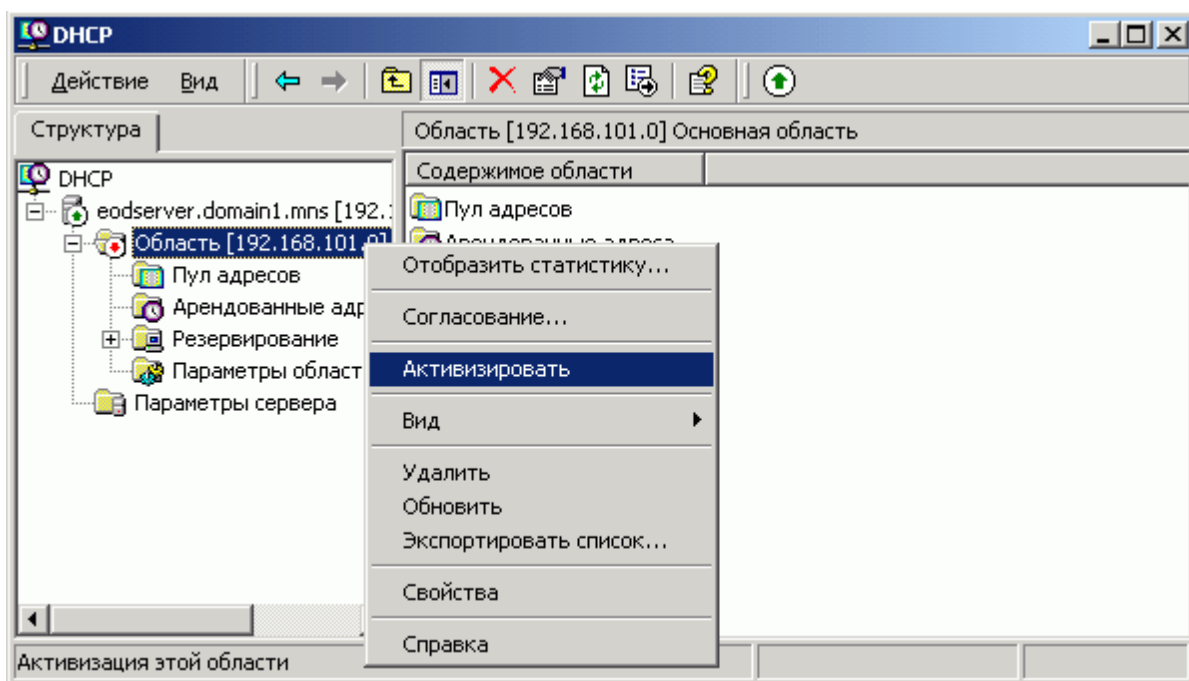 DHCP
Действие Вид
Структура
Область [192.168.101.0] Основная область
DHCP
Содержимое области
eodserver.domain1.mns [192.
Пул адресов
Область [192.168.101.0]
Арендованные адреса
Пул адресов
Арендованные адр
Резервирование
Параметры област
Параметры сервера
Отобразить статистику...
Согласование...
Активизировать
Вид
Удалить
Обновить
Экспортировать список...
Свойства
Справка
Активизация этой области